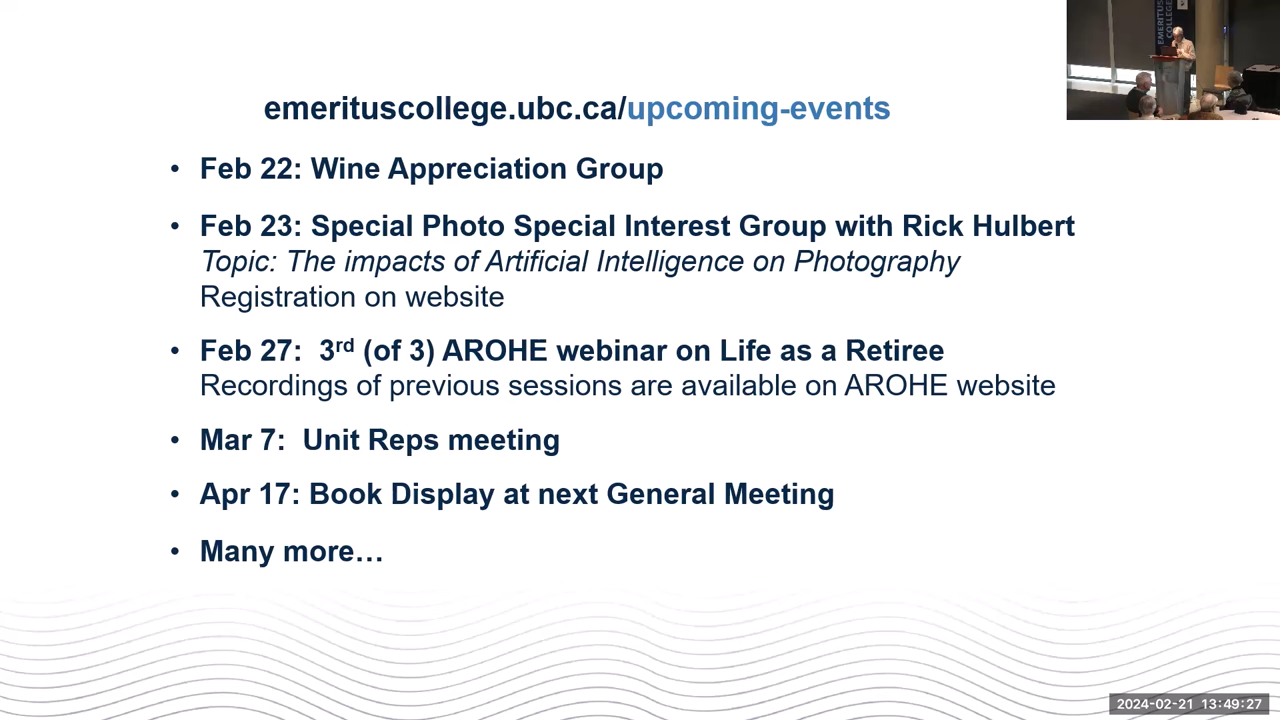 EMERITUS
COLLEGE
emerituscollege.ubc.ca/upcoming-events
• Feb 22: Wine Appreciation Group
• Feb 23: Special Photo Special Interest Group with Rick Hulbert
Topic: The impacts of Artificial Intelligence on Photography
Registration on website
• Feb 27: 3rd (of 3) AROHE webinar on Life as a Retiree
Recordings of previous sessions are available on AROHE website
• Mar 7: Unit Reps meeting
• Apr 17: Book Display at next General Meeting
• Many more…
2024-02-21 13:49:27